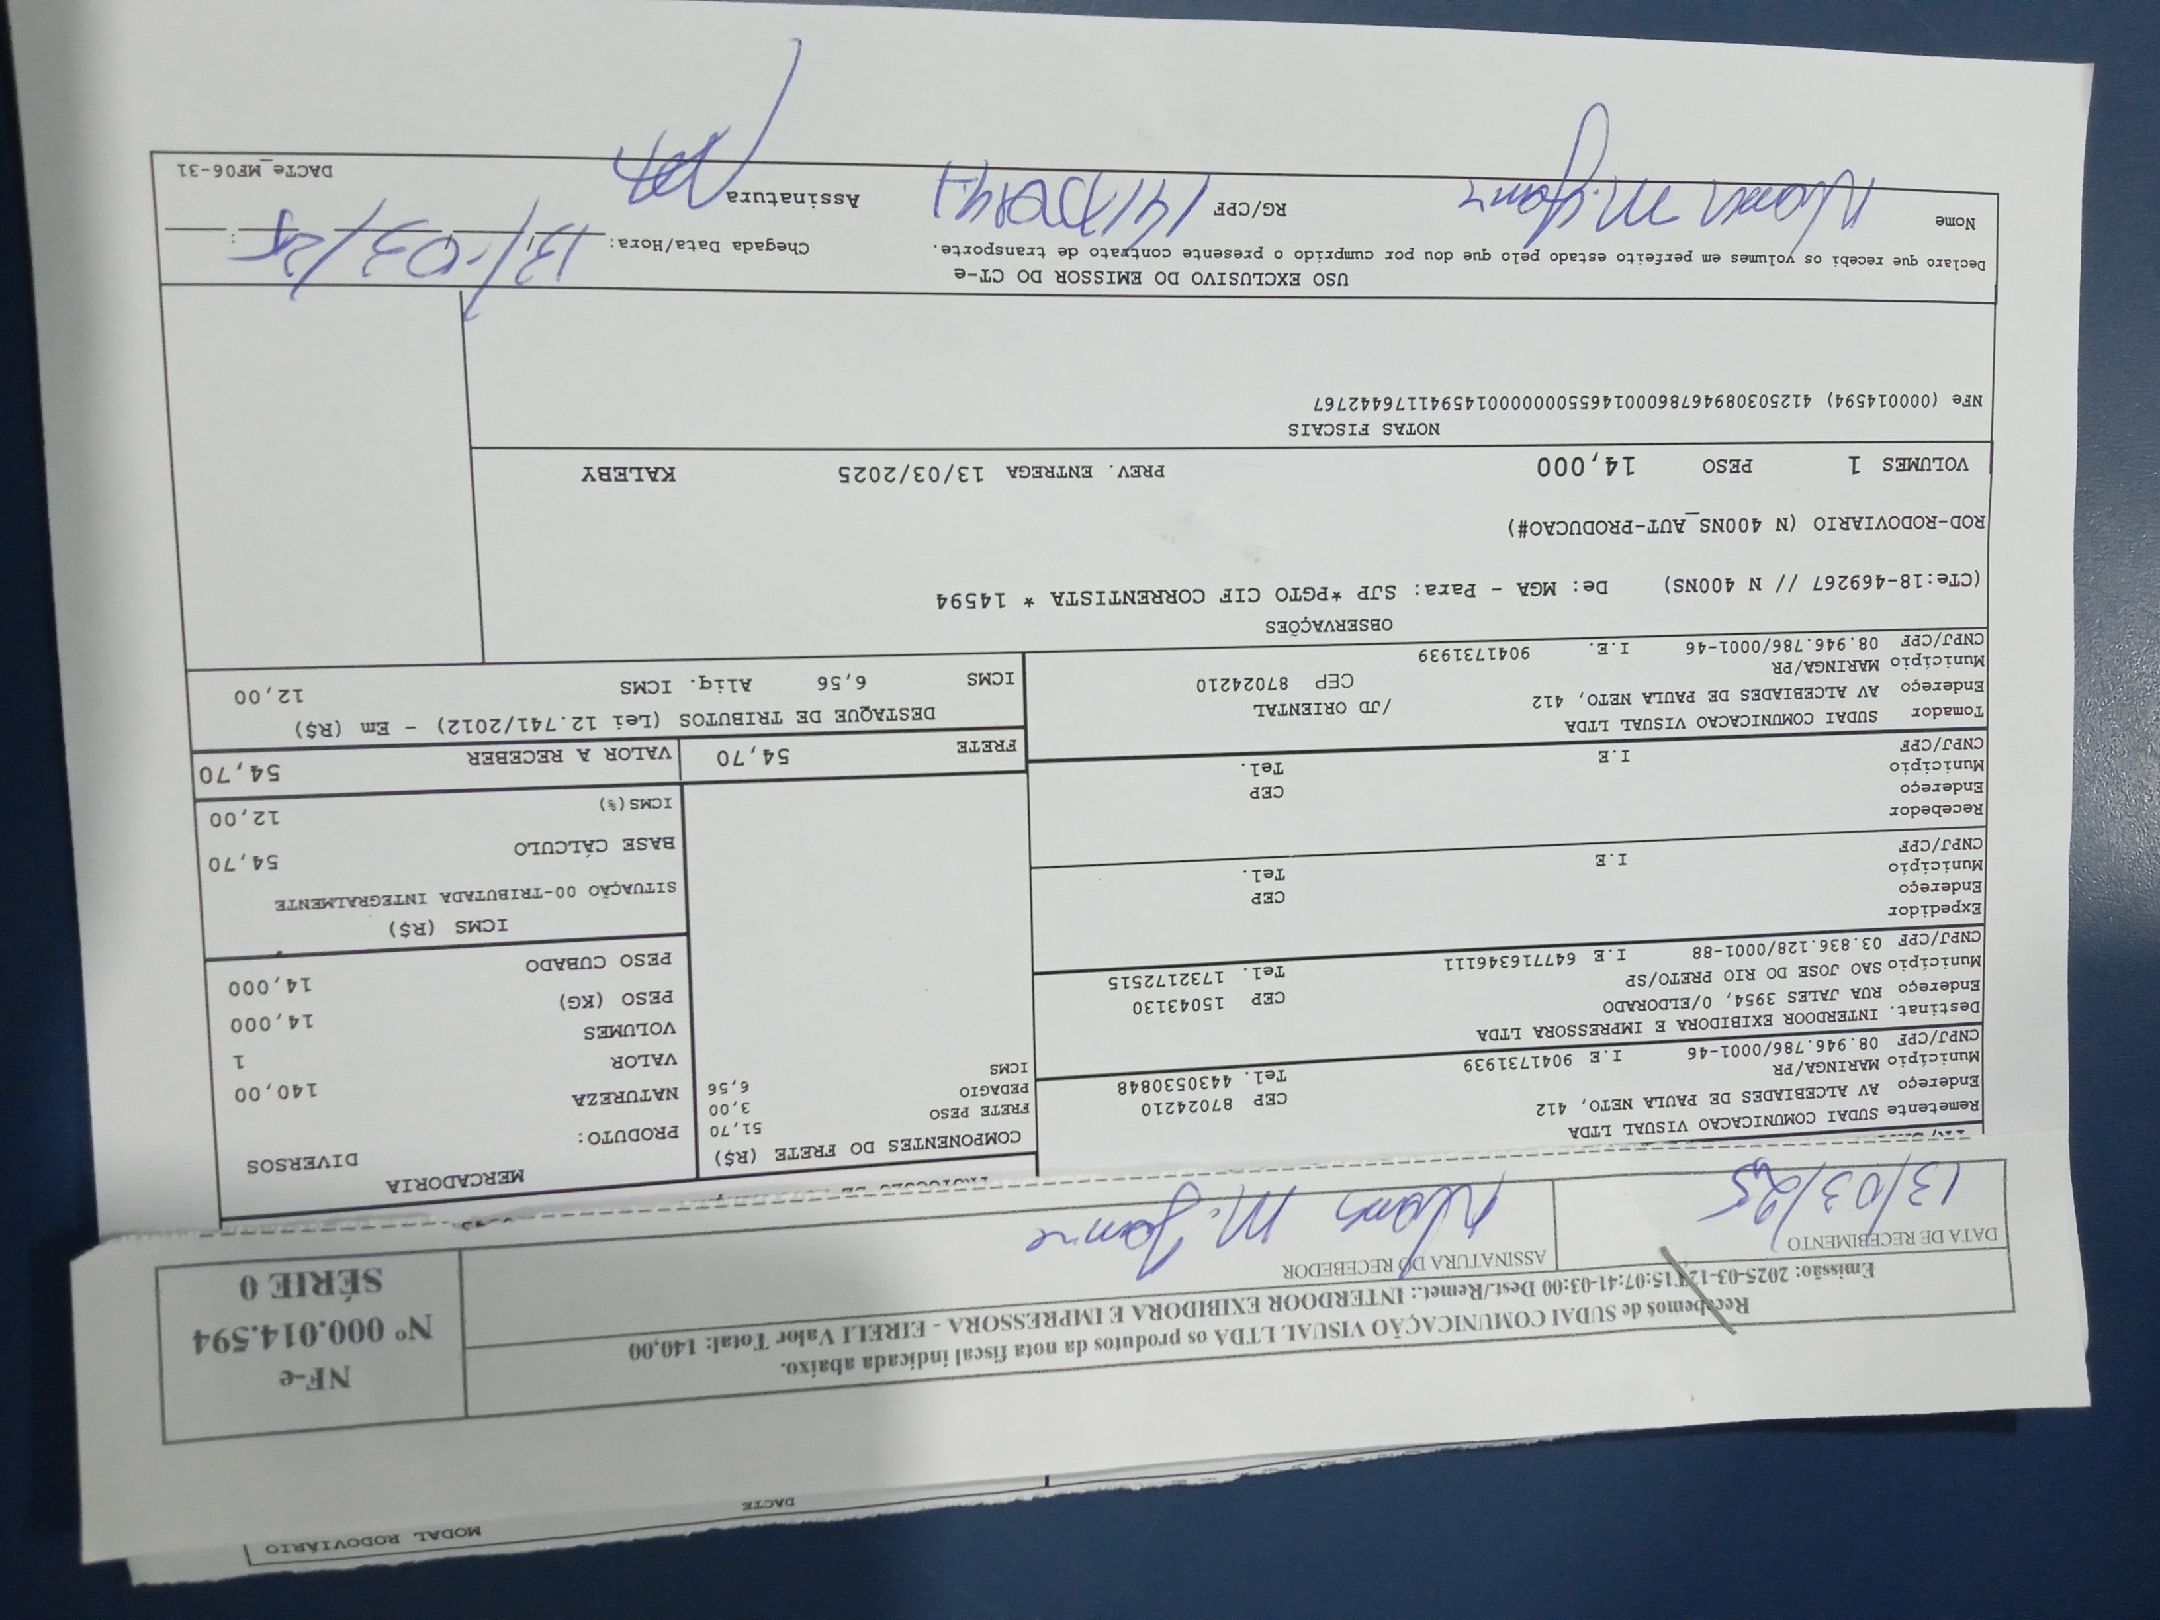 MODAL RODOVIÁRIO
DACTE
Recebemos de SUDAI COMUNICAÇÃO VISUAL LTDA os produtos da nota fiscal indicada abaixo.
Emissão: 2025-03-12T15:07:41-03:00 Dest./Remet.: INTERDOOR EXIBIDORA E IMPRESSORA - EIRELI Valor Total: 140,00
NF-e
Nº 000.014.594
SÉRIE 0
DATA DE RECEBIMENTO
13/03/25
ASSINATURA DO RECEBEDOR
Remetente SUDAI COMUNICACAO VISUAL LTDA
Endereço AV ALCEBIADES DE PAULA NETO, 412 CEP 87024210
Município MARINGA/PR Tel. 4430530848
CNPJ/CPF 08.946.786/0001-46 I.E 9041731939
Destinat. INTERDOOR EXIBIDORA E IMPRESSORA LTDA
Endereço RUA JALES 3954, 0/ELDORADO CEP 15043130
Município SAO JOSE DO RIO PRETO/SP Tel. 1732172515
CNPJ/CPF 03.836.128/0001-88 I.E 647716346111
Expedidor
Endereço CEP
Município Tel.
CNPJ/CPF I.E
Recebedor
Endereço CEP
Município Tel.
CNPJ/CPF I.E
Tomador SUDAI COMUNICACAO VISUAL LTDA
Endereço AV ALCEBIADES DE PAULA NETO, 412 /JD ORIENTAL
Município MARINGA/PR CEP 87024210
CNPJ/CPF 08.946.786/0001-46 I.E. 9041731939
COMPONENTES DO FRETE (R$)
FRETE PESO 51,70
PEDAGIO 3,00
ICMS 6,56
MERCADORIA
PRODUTO: DIVERSOS
NATUREZA
VALOR 140,00
VOLUMES 1
PESO (KG) 14,000
PESO CUBADO 14,000
ICMS (R$)
SITUAÇÃO 00-TRIBUTADA INTEGRALMENTE
BASE CÁLCULO 54,70
ICMS(%) 12,00
FRETE 54,70 VALOR A RECEBER 54,70
DESTAQUE DE TRIBUTOS (Lei 12.741/2012) - Em (R$)
ICMS 6,56 Aliq. ICMS 12,00
OBSERVAÇÕES
(CTe:18-469267 // N 400NS) De: MGA - Para: SJP *PGTO CIF CORRENTISTA * 14594
ROD-RODOVIARIO (N 400NS_AUT-PRODUCAO#)
VOLUMES 1 PESO 14,000 PREV. ENTREGA 13/03/2025 KALEBY
NOTAS FISCAIS
NFe (000014594) 412503089467860001465500000001459411176442767
USO EXCLUSIVO DO EMISSOR DO CT-e
Declaro que recebi os volumes em perfeito estado pelo que dou por cumprido o presente contrato de transporte.
Chegada Data/Hora: 13/03/25 :
Nome
RG/CPF
Assinatura
DACTe_MF06-31